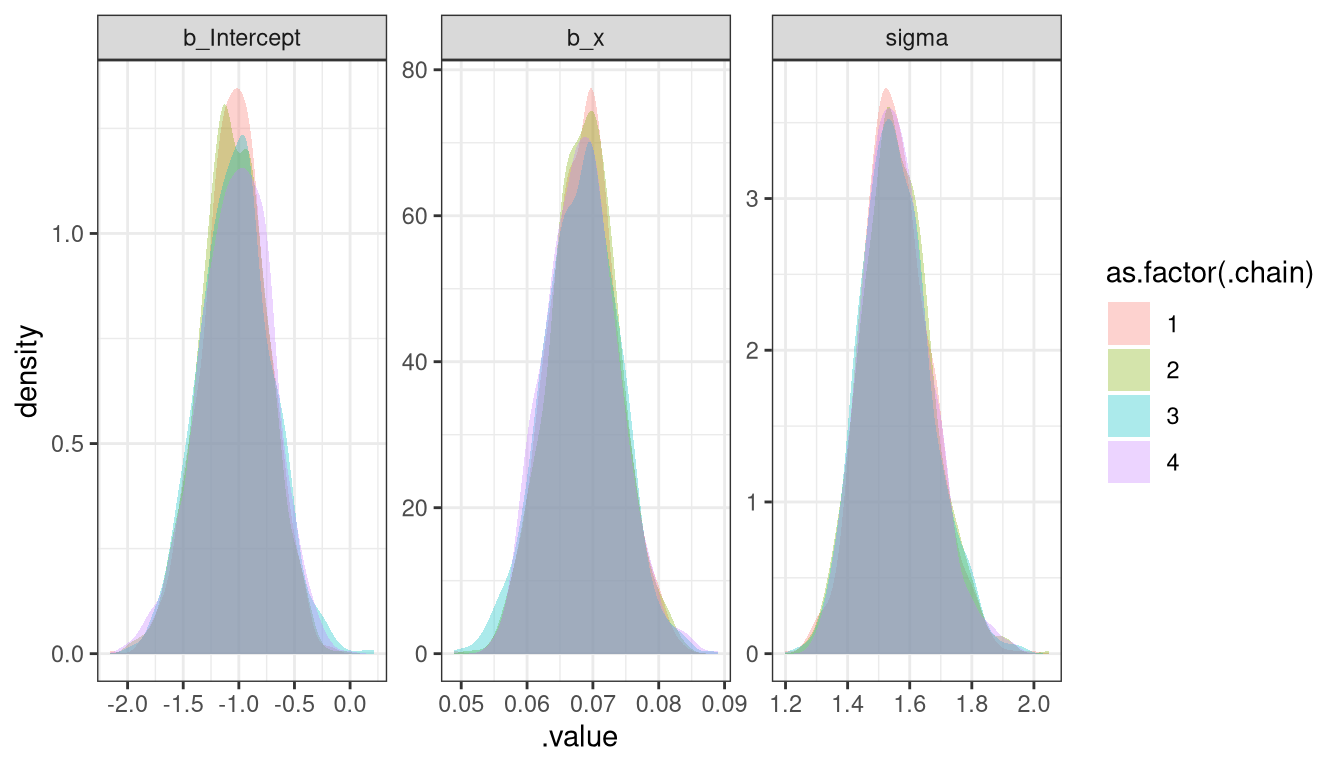 b_Intercept
b_x
sigma
density
0.0
0.5
1.0
0
20
40
60
80
0
1
2
3
-2.0 -1.5 -1.0 -0.5 0.0
0.05 0.06 0.07 0.08 0.09
1.2 1.4 1.6 1.8 2.0
.value
as.factor(.chain)
1
2
3
4